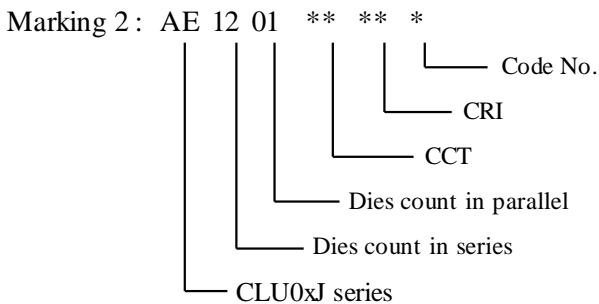 Marking 2 : AE 12 01 ** ** *
Code No.
CRI
CCT
Dies count in parallel
Dies count in series
CLU0xJ series